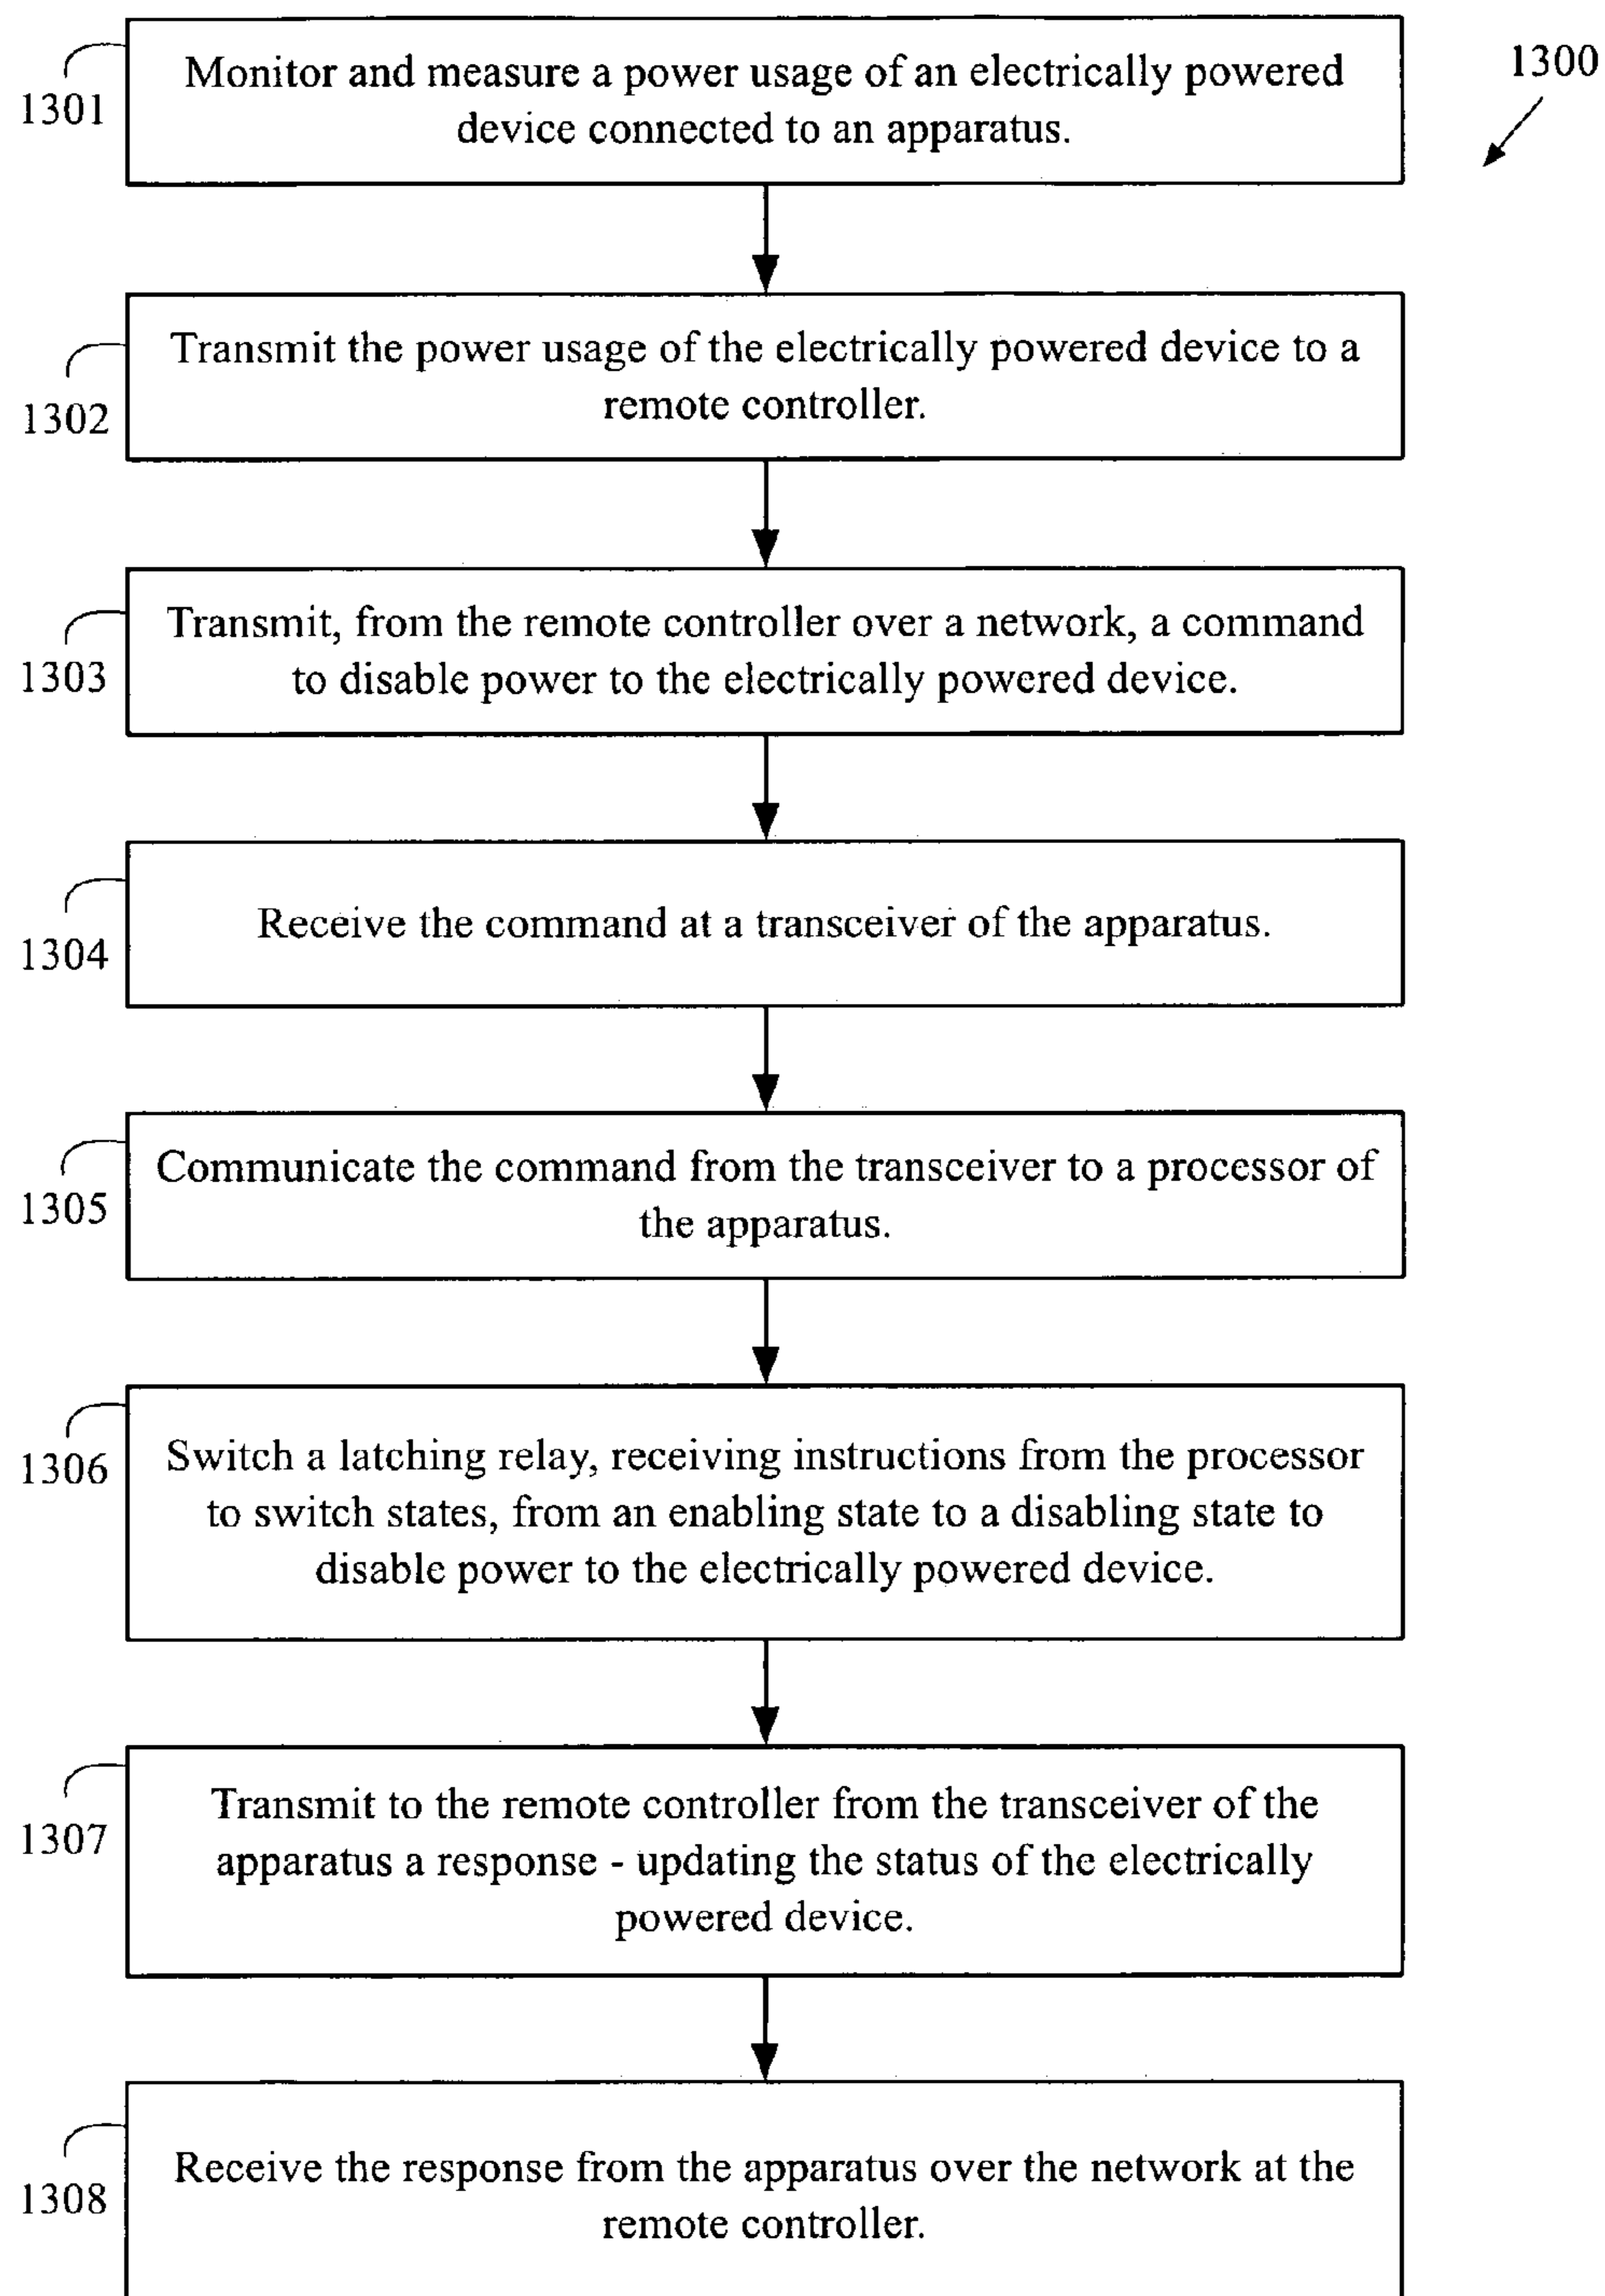 1300
1301
Monitor and measure a power usage of an electrically powered
device connected to an apparatus.
1302
Transmit the power usage of the electrically powered device to a
remote controller.
1303
Transmit, from the remote controller over a network, a command
to disable power to the electrically powered device.
1304
Receive the command at a transceiver of the apparatus.
1305
Communicate the command from the transceiver to a processor of
the apparatus.
1306
Switch a latching relay, receiving instructions from the processor
to switch states, from an enabling state to a disabling state to
disable power to the electrically powered device.
1307
Transmit to the remote controller from the transceiver of the
apparatus a response - updating the status of the electrically
powered device.
1308
Receive the response from the apparatus over the network at the
remote controller.